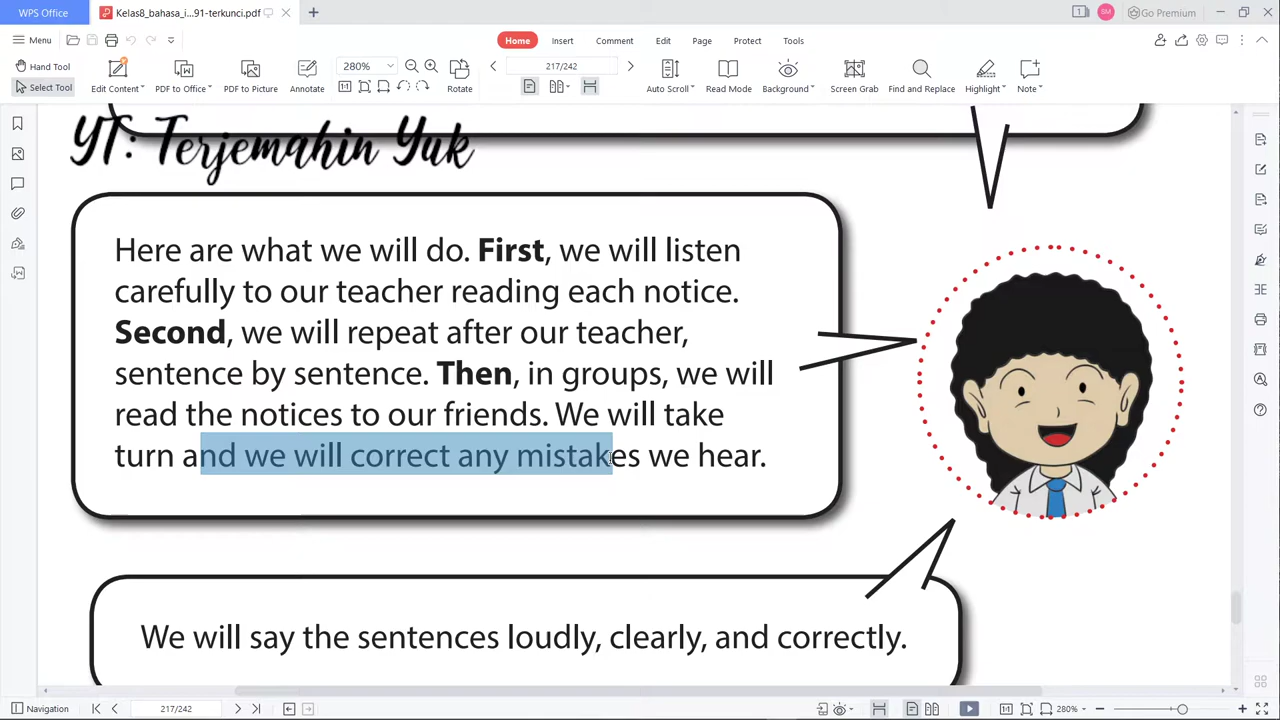 WPS Office
Kelas8_bahasa_i...91-terkunci.pdf
SM
Go Premium
Menu
Home
Insert
Comment
Edit
Page
Protect
Tools
Hand Tool
Select Tool
Edit Content
PDF to Office
PDF to Picture
Annotate
280%
Rotate
217/242
Auto Scroll
Read Mode
Background
Screen Grab
Find and Replace
Highlight
Note
YT: Terjemahin Yuk
Here are what we will do. First, we will listen
carefully to our teacher reading each notice.
Second, we will repeat after our teacher,
sentence by sentence. Then, in groups, we will
read the notices to our friends. We will take
turn and we will correct any mistakes we hear.
We will say the sentences loudly, clearly, and correctly.
Navigation
217/242
280%